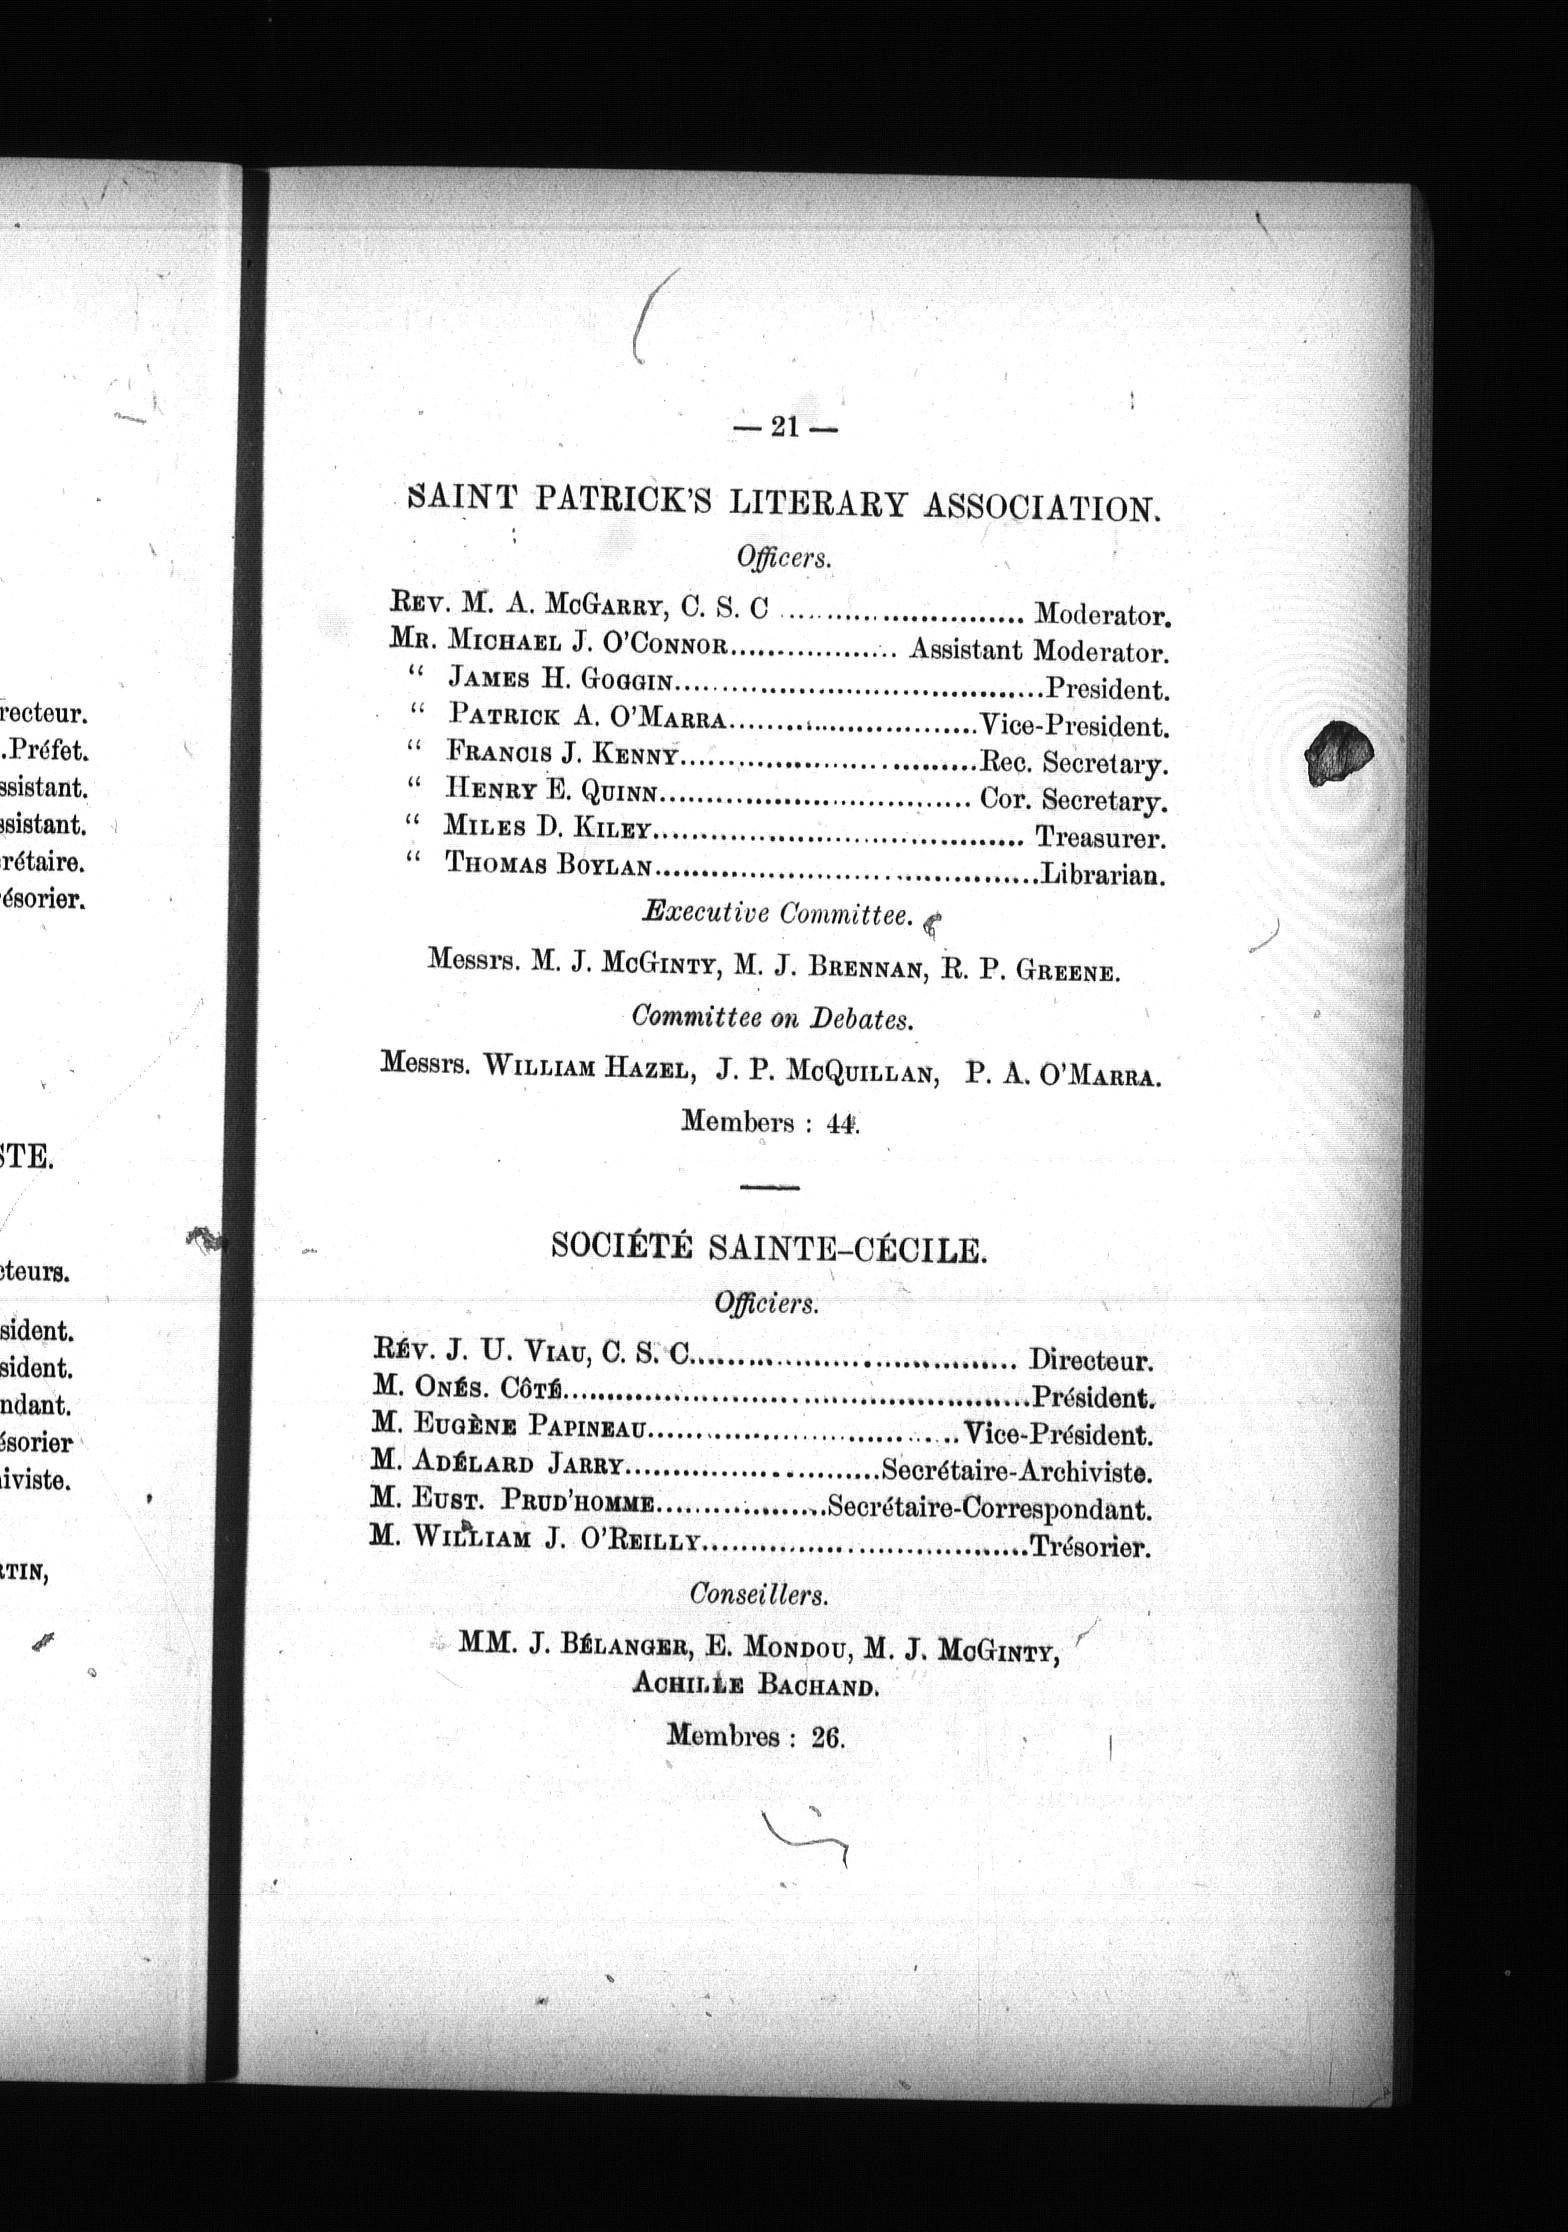 — 21 —
SAINT PATRICK'S LITERARY ASSOCIATION.
Officers.
REV. M. A. MCGARRY, C. S. C .............................. Moderator.
MR. MICHAEL J. O'CONNOR.................. Assistant Moderator.
“ JAMES H. GOGGIN........................................President.
“ PATRICK A. O'MARRA...........................Vice-President.
“ FRANCIS J. KENNY................................Rec. Secretary.
“ HENRY E. QUINN.................................. Cor. Secretary.
“ MILES D. KILEY........................................ Treasurer.
“ THOMAS BOYLAN..........................................Librarian.
Executive Committee.
Messrs. M. J. MCGINTY, M. J. BRENNAN, R. P. GREENE.
Committee on Debates.
Messrs. WILLIAM HAZEL, J. P. MCQUILLAN, P. A. O'MARRA.
Members : 44.
SOCIÉTÉ SAINTE-CÉCILE.
Officiers.
RÉV. J. U. VIAU, C. S. C................................... Directeur.
M. ONÉS. CÔTÉ..................................................Président.
M. EUGÈNE PAPINEAU..................................Vice-Président.
M. ADÉLARD JARRY............................Secrétaire-Archiviste.
M. EUST. PRUD'HOMME...................Secrétaire-Correspondant.
M. WILLIAM J. O'REILLY...................................Trésorier.
Conseillers.
MM. J. BÉLANGER, E. MONDOU, M. J. MCGINTY,
ACHILLE BACHAND.
Membres : 26.